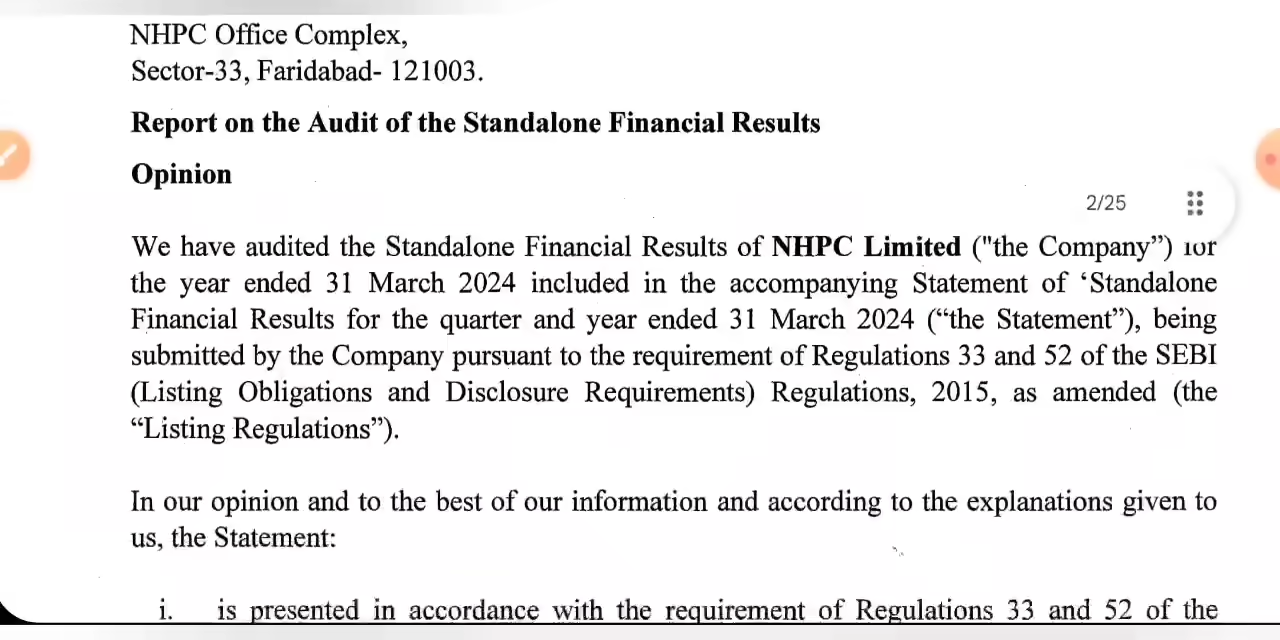 NHPC Office Complex,
Sector-33, Faridabad- 121003.
Report on the Audit of the Standalone Financial Results
Opinion
2/25
We have audited the Standalone Financial Results of NHPC Limited ("the Company”) for
the year ended 31 March 2024 included in the accompanying Statement of ‘Standalone
Financial Results for the quarter and year ended 31 March 2024 (“the Statement”), being
submitted by the Company pursuant to the requirement of Regulations 33 and 52 of the SEBI
(Listing Obligations and Disclosure Requirements) Regulations, 2015, as amended (the
“Listing Regulations”).
In our opinion and to the best of our information and according to the explanations given to
us, the Statement:
i. is presented in accordance with the requirement of Regulations 33 and 52 of the